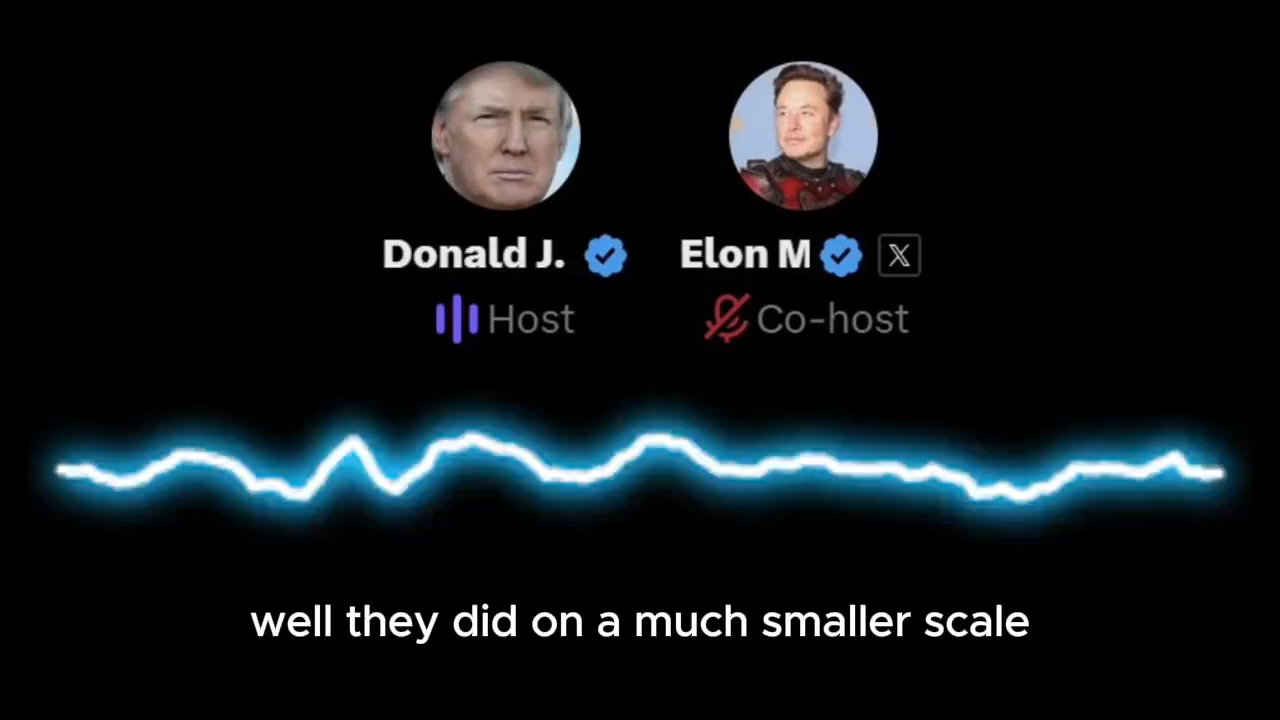 Donald J. Elon M X
Host Co-host
well they did on a much smaller scale